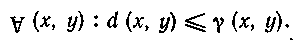 ∀ (x, y) : d (x, y) ⩽ γ (x, y).